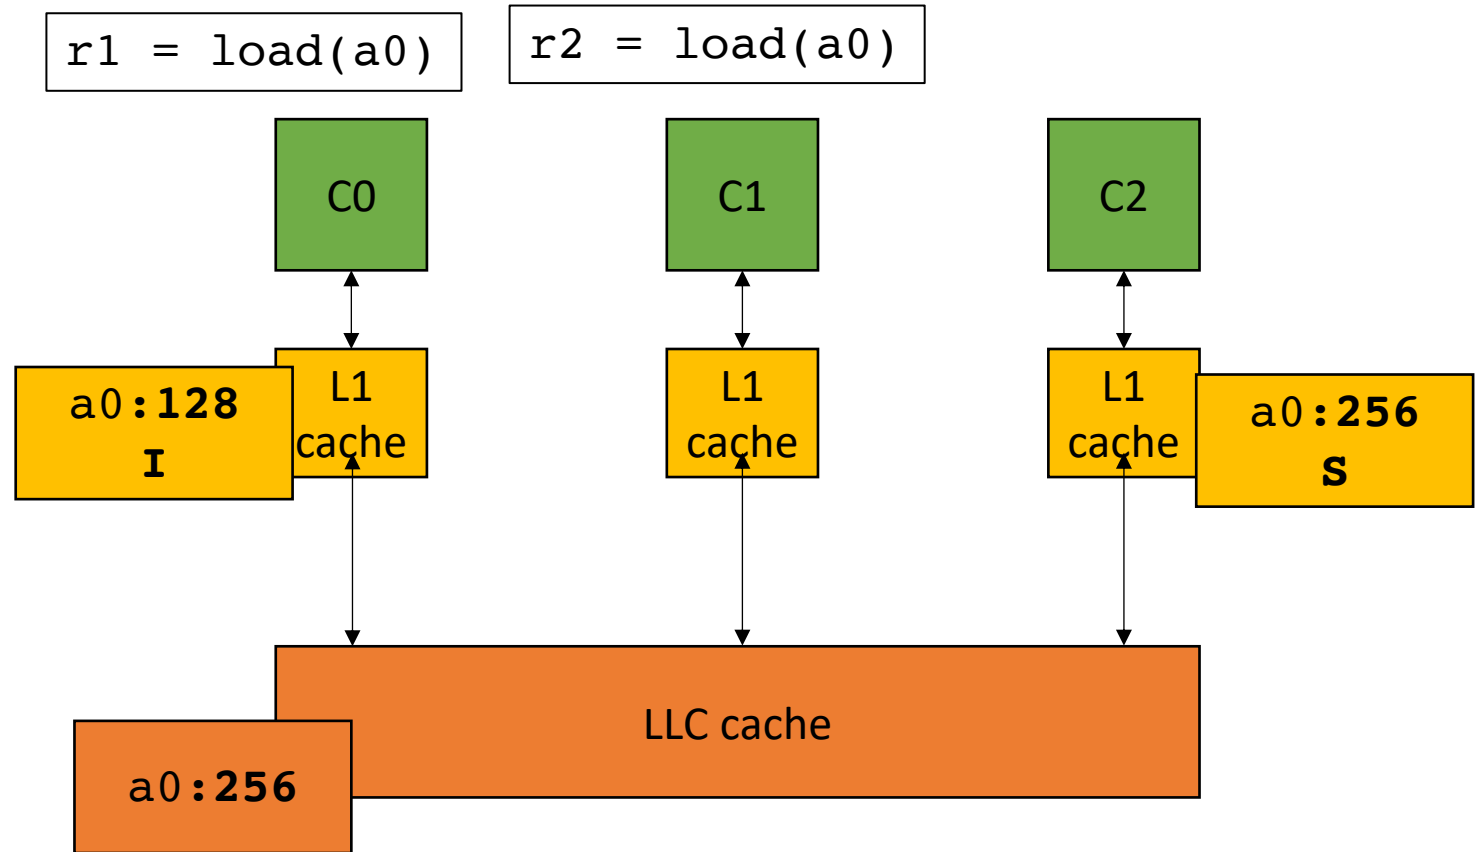 r1 = load(a0)
r2 = load(a0)
C0
C1
C2
L1
cache
L1
cache
L1
cache
a0:128
I
a0:256
S
LLC cache
a0:256